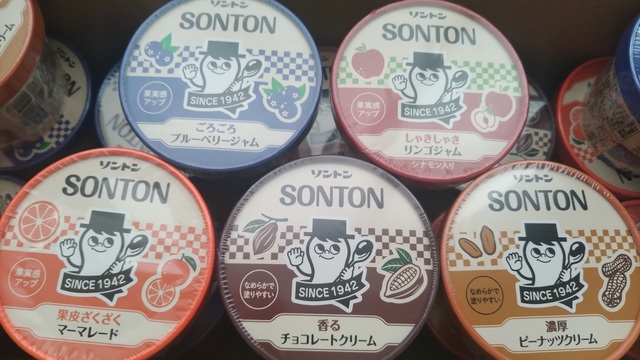 ソントン
SONTON
果実感
アップ
SINCE 1942
ごろごろ
ブルーベリージャム
ソントン
SONTON
果実感
アップ
SINCE 1942
しゃきしゃき
リンゴジャム
シナモン入り
ソントン
SONTON
果実感
アップ
SINCE 1942
果皮ざくざく
マーマレード
ソントン
SONTON
なめらかで
塗りやすい
SINCE 1942
香る
チョコレートクリーム
ソントン
SONTON
なめらかで
塗りやすい
SINCE 1942
濃厚
ピーナッツクリーム